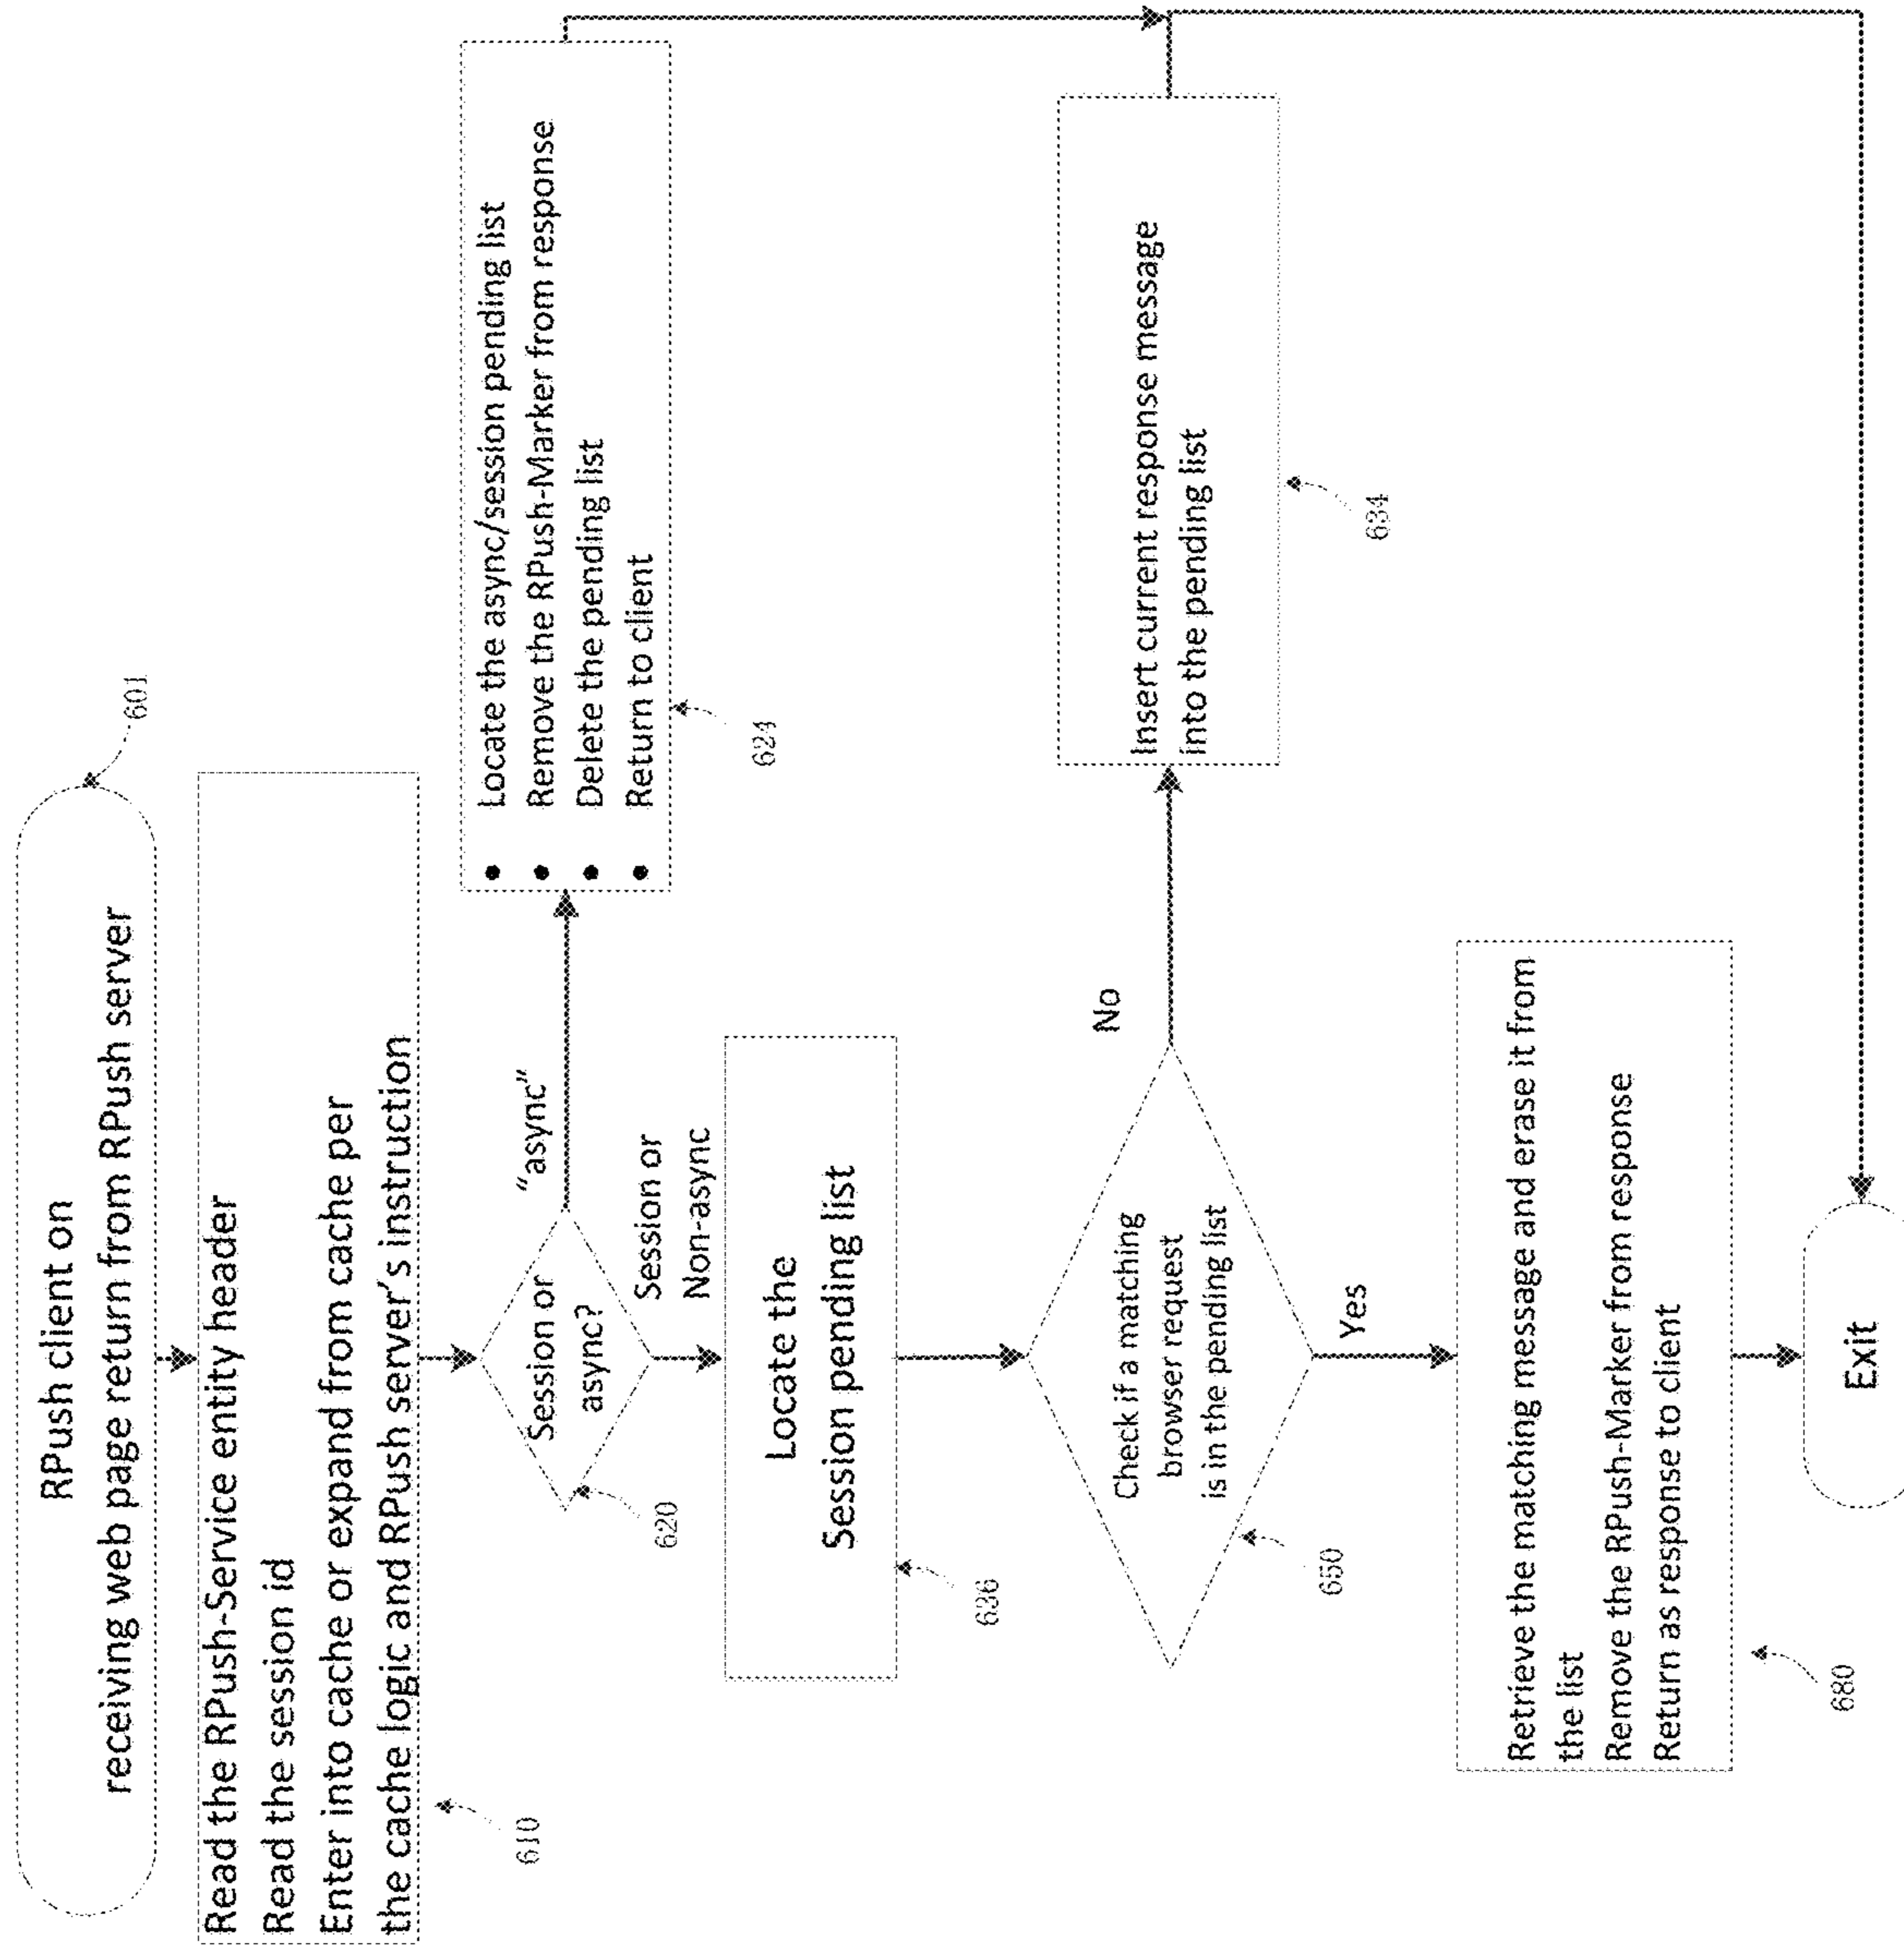 RPush client on
receiving web page return from RPush server
601
Read the RPush-Service entity header
Read the session id
Enter into cache or expand from cache per
the cache logic and RPush server's instruction
610
Session or
async?
620
"async"
• Locate the async/session pending list
• Remove the RPush-Marker from response
• Delete the pending list
• Return to client
624
Session or
Non-async
Locate the
Session pending list
636
Check if a matching
browser request
is in the pending list
650
No
Insert current response message
into the pending list
634
Yes
Retrieve the matching message and erase it from
the list
Remove the RPush-Marker from response
Return as response to client
680
Exit